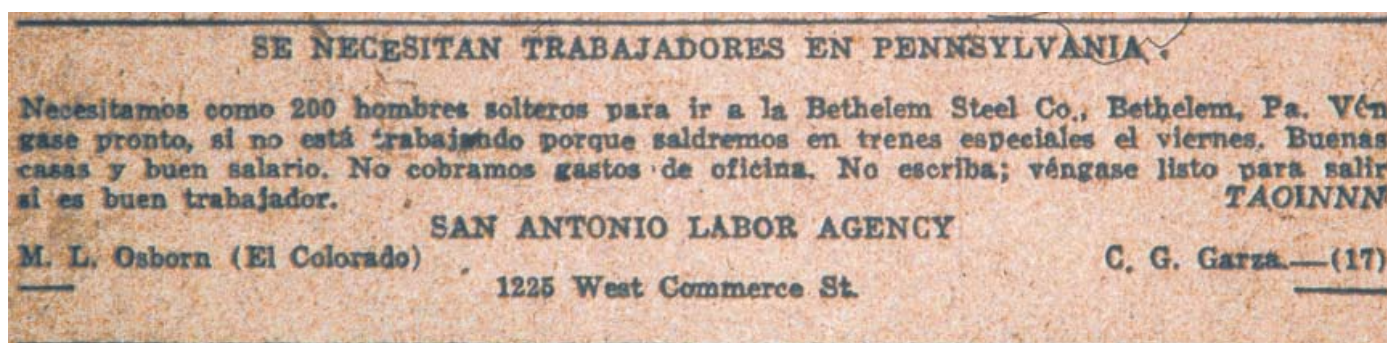 SE NECESITAN TRABAJADORES EN PENNSYLVANIA.
Necesitamos como 200 hombres solteros para ir a la Bethelem Steel Co., Bethelem, Pa. Vén
gase pronto, si no está trabajando porque saldremos en trenes especiales el viernes. Buenas
casas y buen salario. No cobramos gastos de oficina. No escriba; véngase listo para salir
si es buen trabajador. TAOINNN
SAN ANTONIO LABOR AGENCY
M. L. Osborn (El Colorado) C. G. Garza.—(17)
1225 West Commerce St.